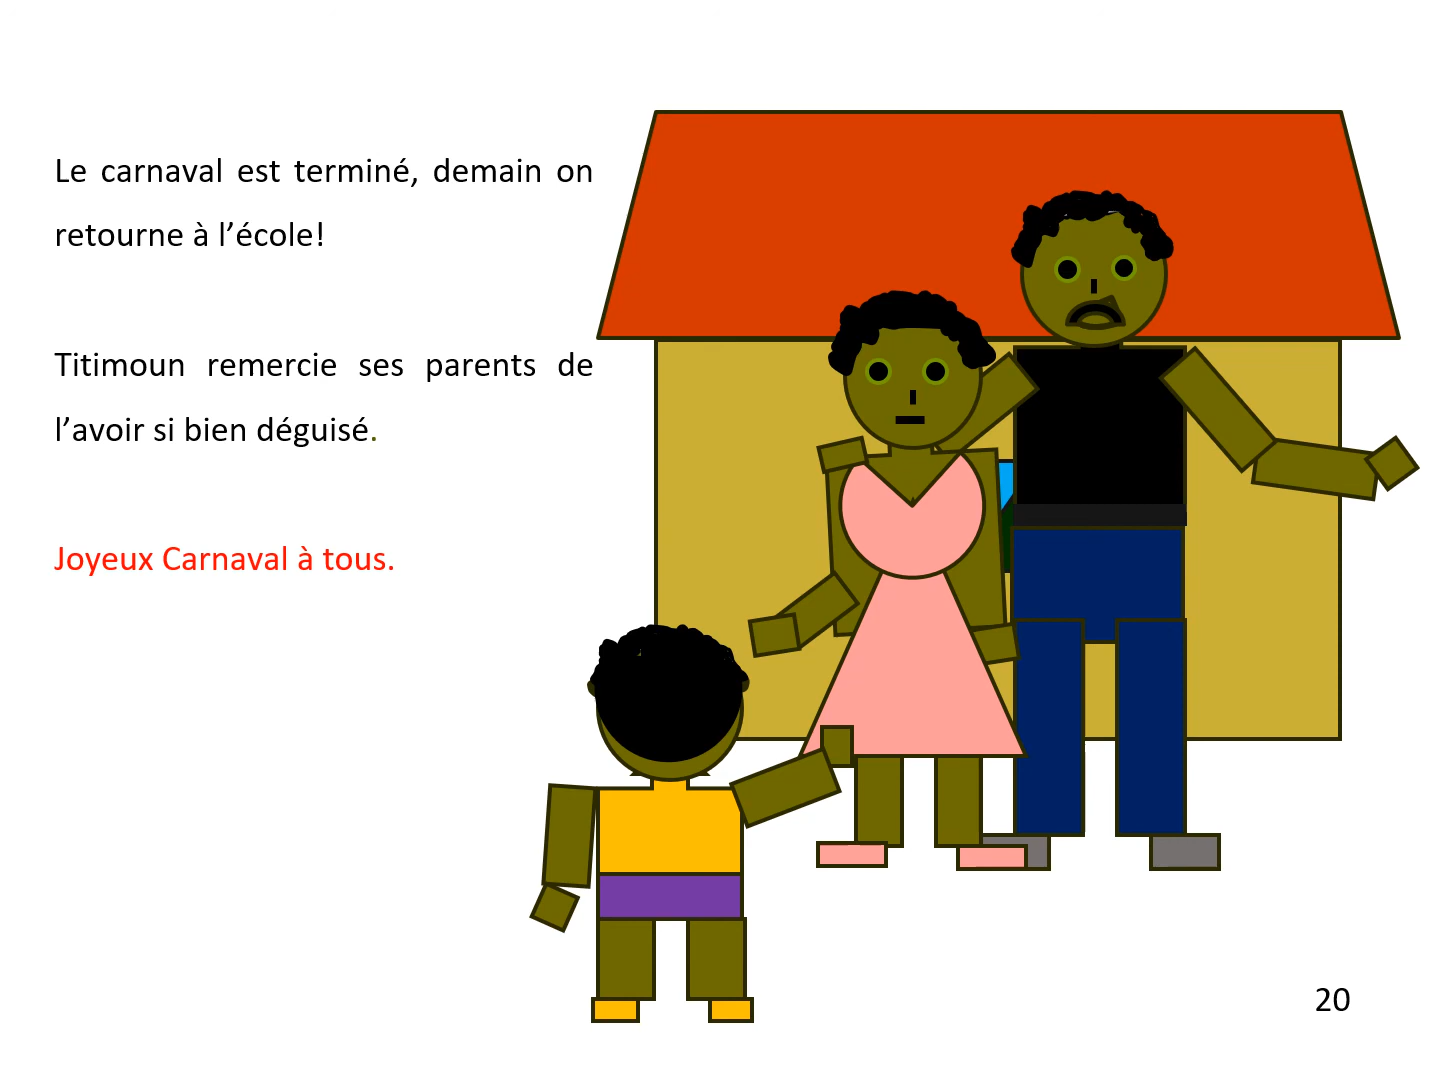 Le carnaval est terminé, demain on
retourne à l’école!
Titimoun remercie ses parents de
l’avoir si bien déguisé.
Joyeux Carnaval à tous.
20